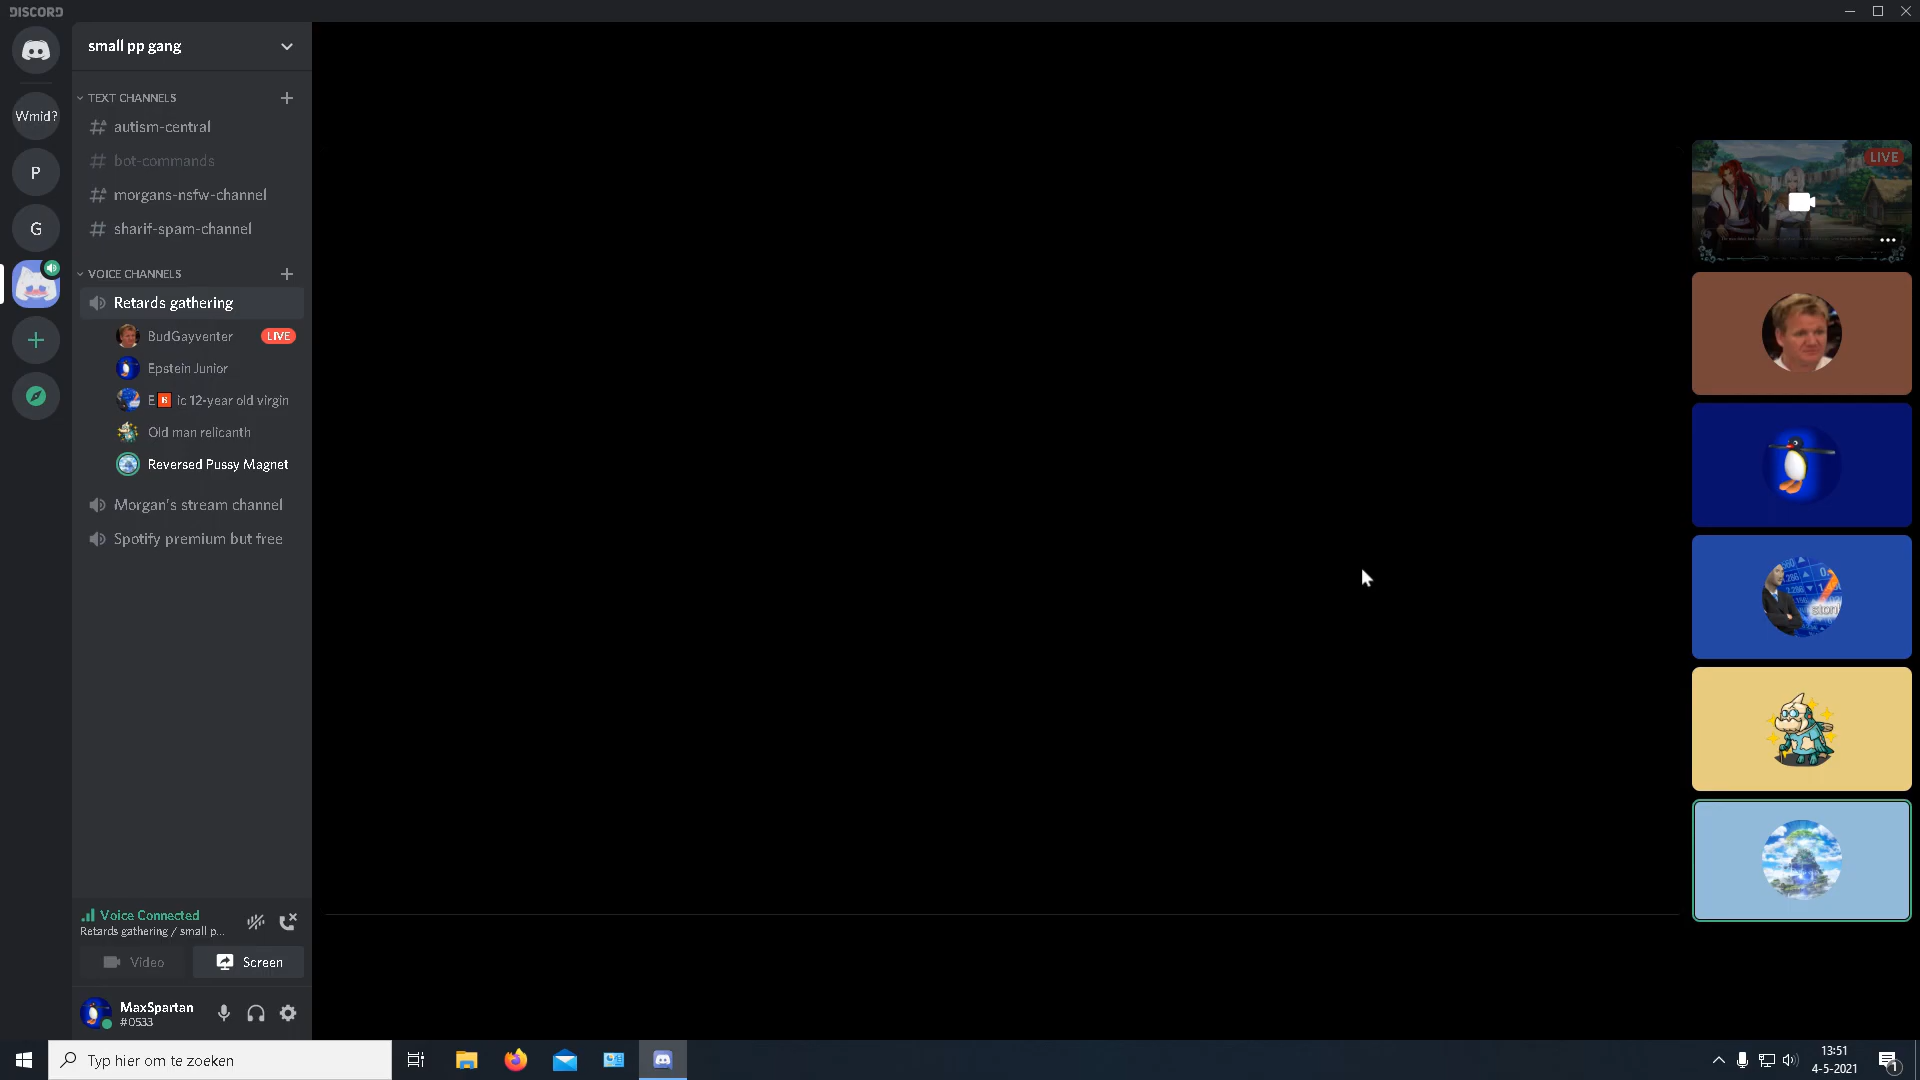 DISCORD
small pp gang
Wmid?
P
G
TEXT CHANNELS
autism-central
bot-commands
morgans-nsfw-channel
sharif-spam-channel
VOICE CHANNELS
Retards gathering
BudGayventer
LIVE
Epstein Junior
E🅱ic 12-year old virgin
Old man relicanth
Reversed Pussy Magnet
Morgan's stream channel
Spotify premium but free
Voice Connected
Retards gathering / small p...
Video
Screen
MaxSpartan
#0533
LIVE
Typ hier om te zoeken
13:51
4-5-2021
1